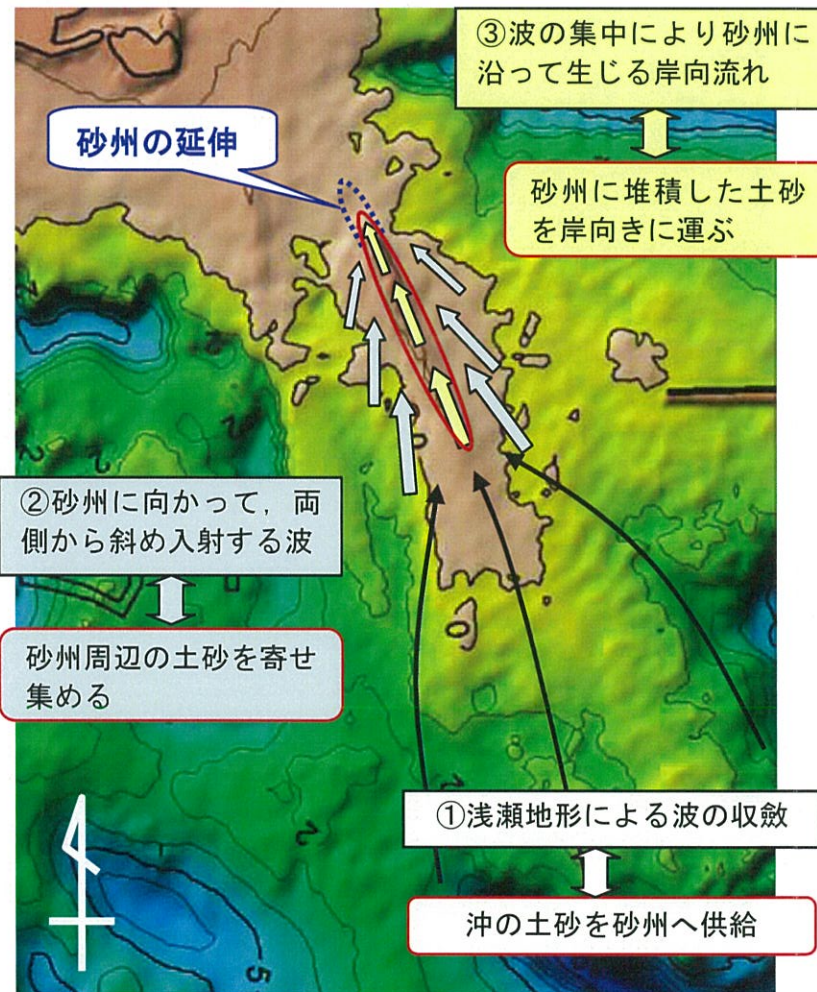 ③波の集中により砂州に
沿って生じる岸向流れ
砂州の延伸
砂州に堆積した土砂
を岸向きに運ぶ
②砂州に向かって，両
側から斜め入射する波
砂州周辺の土砂を寄せ
集める
①浅瀬地形による波の収斂
沖の土砂を砂州へ供給
2
2
5